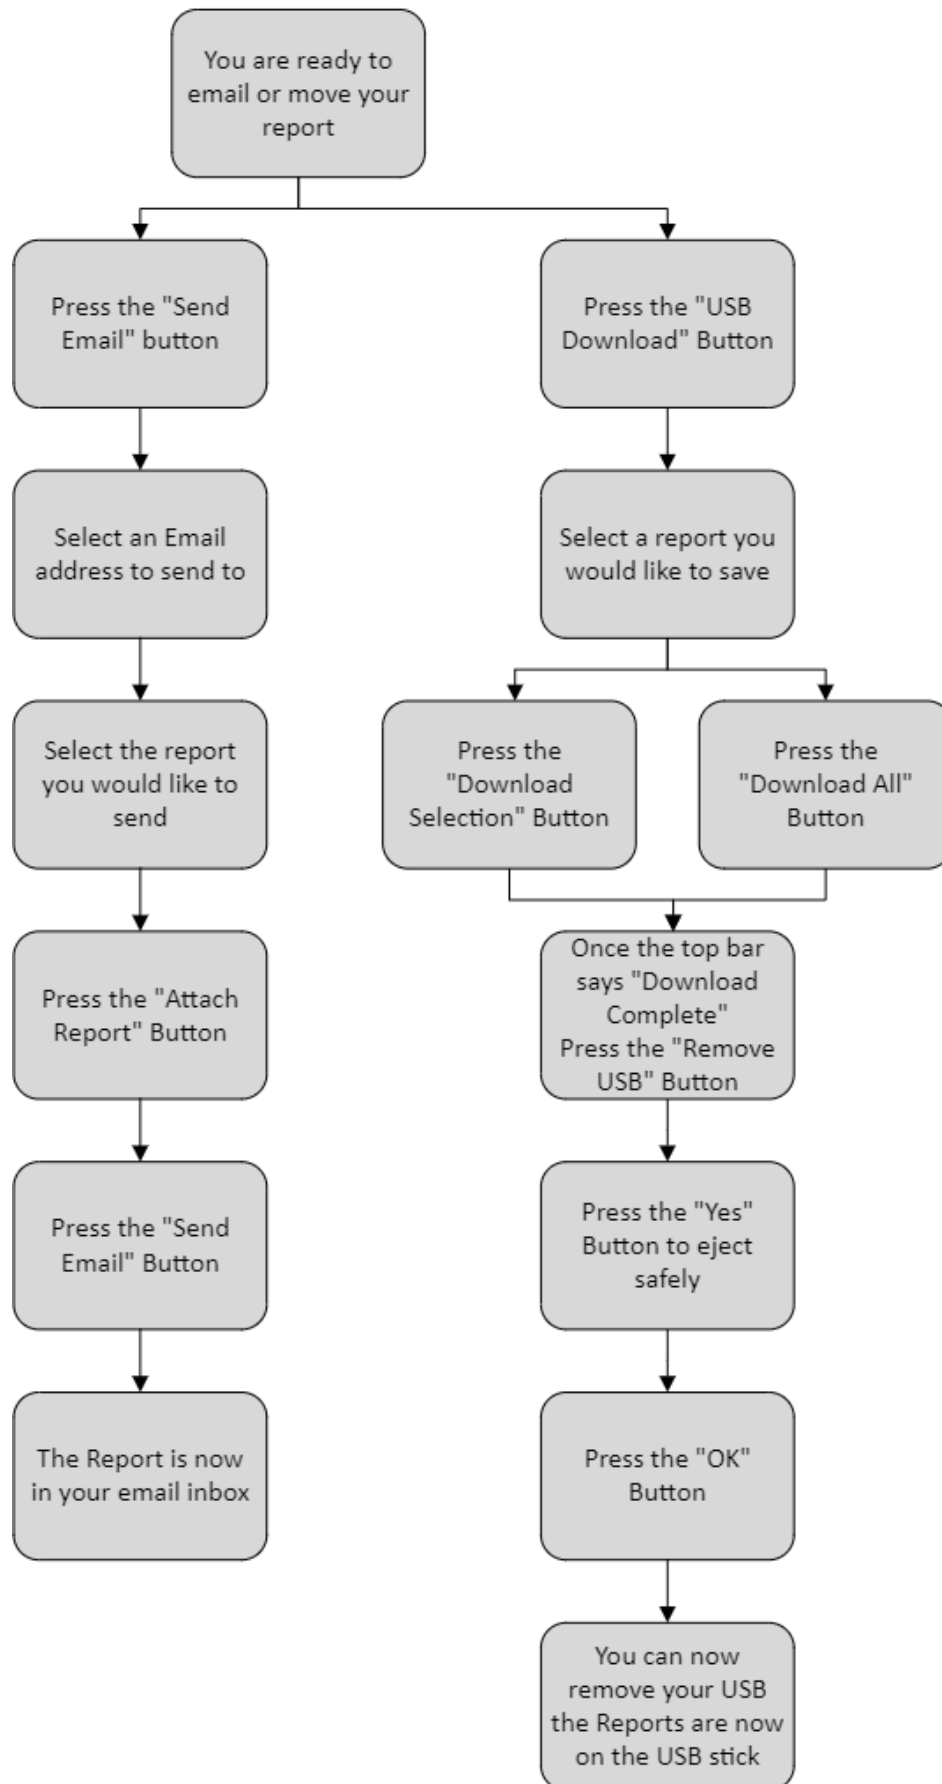 You are ready to
email or move your
report
Press the "Send
Email" button
Press the "USB
Download" Button
Select an Email
address to send to
Select a report you
would like to save
Select the report
you would like to
send
Press the
"Download
Selection" Button
Press the
"Download All"
Button
Press the "Attach
Report" Button
Once the top bar
says "Download
Complete"
Press the "Remove
USB" Button
Press the "Send
Email" Button
Press the "Yes"
Button to eject
safely
The Report is now
in your email inbox
Press the "OK"
Button
You can now
remove your USB
the Reports are now
on the USB stick